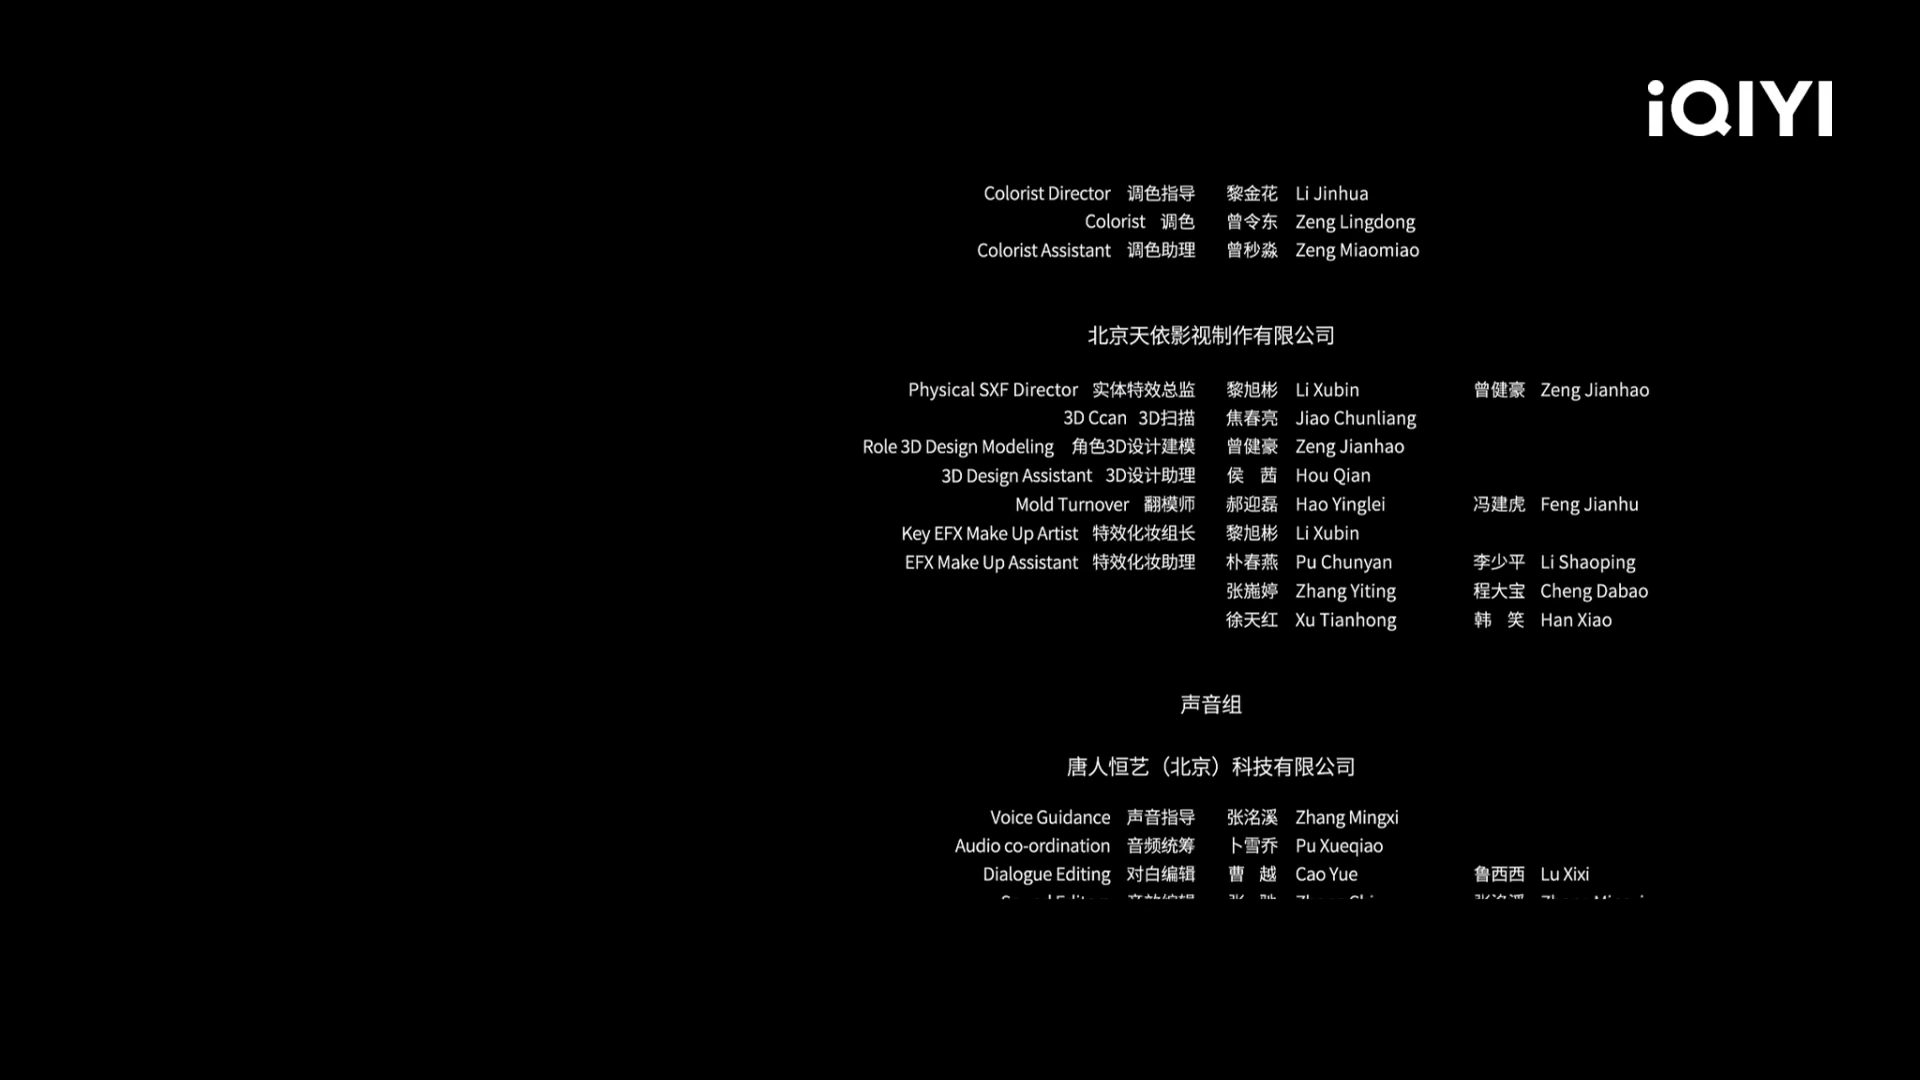 iQIYI
Colorist Director 调色指导 黎金花 Li Jinhua
Colorist 调色 曾令东 Zeng Lingdong
Colorist Assistant 调色助理 曾秒淼 Zeng Miaomiao
北京天依影视制作有限公司
Physical SXF Director 实体特效总监 黎旭彬 Li Xubin 曾健豪 Zeng Jianhao
3D Ccan 3D扫描 焦春亮 Jiao Chunliang
Role 3D Design Modeling 角色3D设计建模 曾健豪 Zeng Jianhao
3D Design Assistant 3D设计助理 侯 茜 Hou Qian
Mold Turnover 翻模师 郝迎磊 Hao Yinglei 冯建虎 Feng Jianhu
Key EFX Make Up Artist 特效化妆组长 黎旭彬 Li Xubin
EFX Make Up Assistant 特效化妆助理 朴春燕 Pu Chunyan 李少平 Li Shaoping
张崺婷 Zhang Yiting 程大宝 Cheng Dabao
徐天红 Xu Tianhong 韩 笑 Han Xiao
声音组
唐人恒艺（北京）科技有限公司
Voice Guidance 声音指导 张洺溪 Zhang Mingxi
Audio co-ordination 音频统筹 卜雪乔 Pu Xueqiao
Dialogue Editing 对白编辑 曹 越 Cao Yue 鲁西西 Lu Xixi